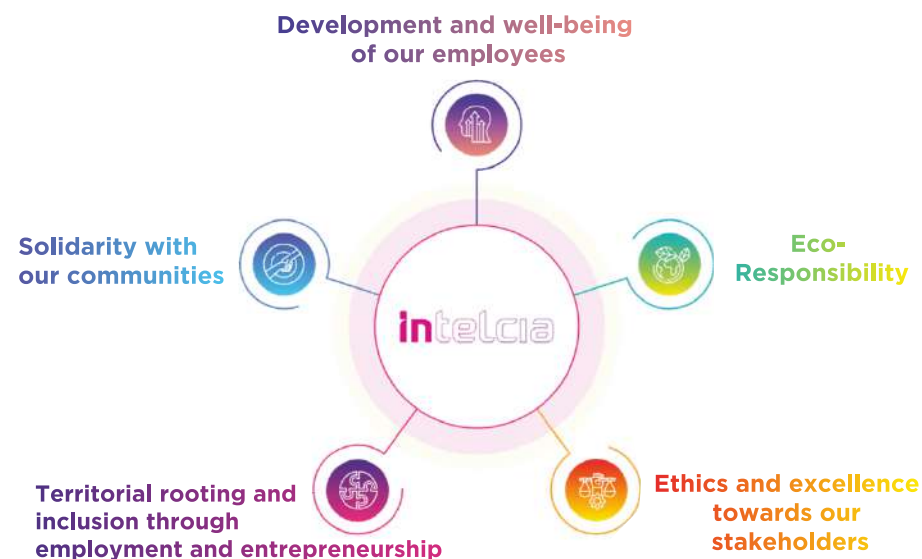 Development and well-being
of our employees
Solidarity with
our communities
Eco-
Responsibility
intelcia
Territorial rooting and
inclusion through
employment and entrepreneurship
Ethics and excellence
towards our
stakeholders